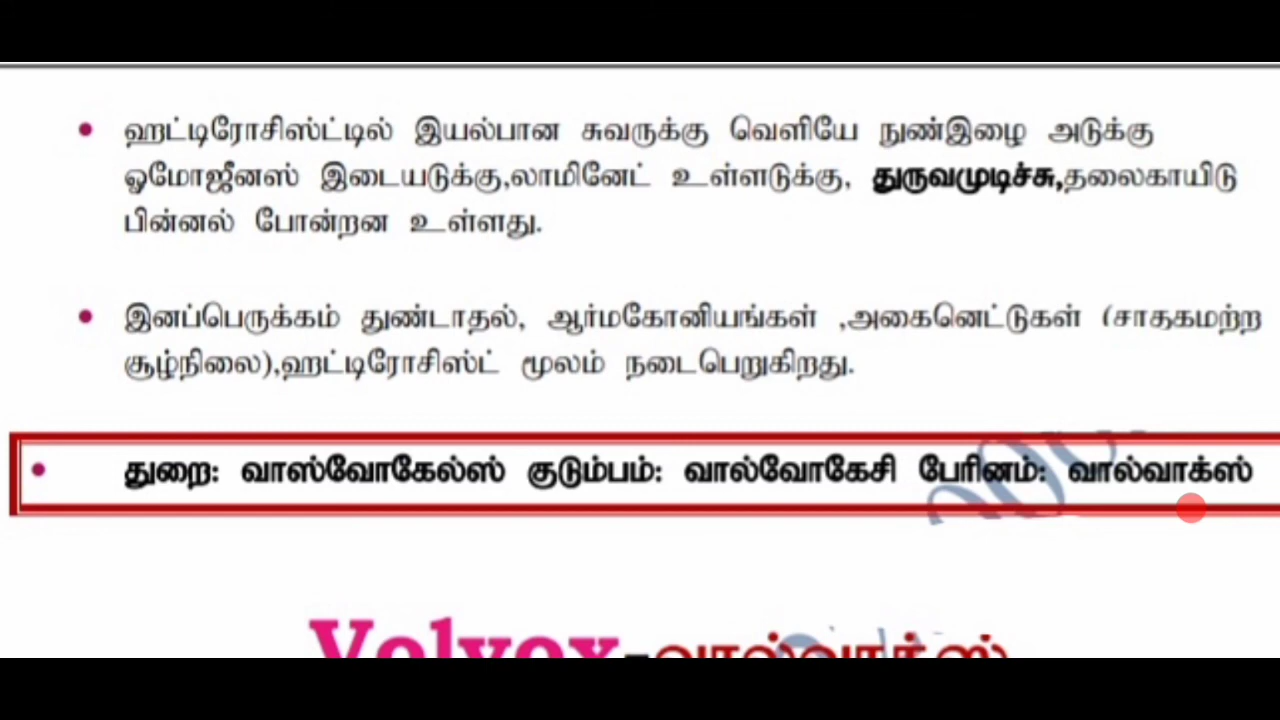 ஹட்டிரோசிஸ்ட்டில் இயல்பான சுவருக்கு வெளியே நுண்இழை அடுக்கு
ஓமோஜீனஸ் இடையடுக்கு,லாமினேட் உள்ளடுக்கு, துருவமுடிச்சு,தலைகாயிடு
பின்னல் போன்றன உள்ளது.
இனப்பெருக்கம் துண்டாதல், ஆர்மகோனியங்கள் ,அகைனெட்டுகள் (சாதகமற்ற
சூழ்நிலை),ஹட்டிரோசிஸ்ட் மூலம் நடைபெறுகிறது.
துறை: வாஸ்வோகேல்ஸ் குடும்பம்: வால்வோகேசி பேரினம்: வால்வாக்ஸ்
Volvox-வால்வாக்ஸ்